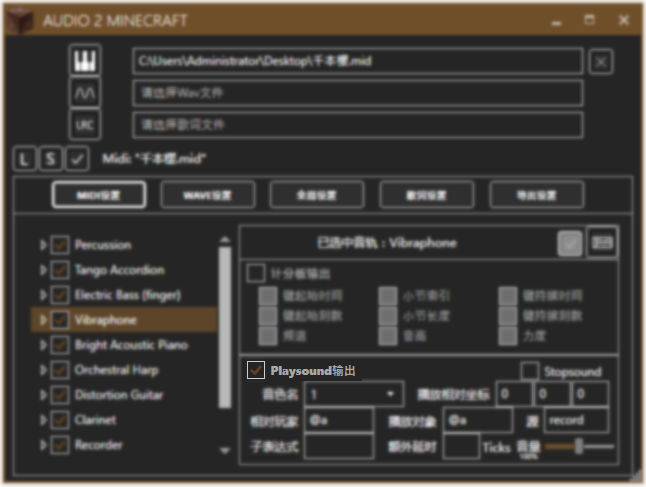 AUDIO 2 MINECRAFT
C:\Users\Administrator\Desktop\千本樱.mid
请选择Wav文件
LRC 请选择歌词文件
L S Midi: "千本樱.mid"
MIDI设置 WAVE设置 全局设置 歌词设置 导出设置
Percussion
Tango Accordion
Electric Bass (finger)
Vibraphone
Bright Acoustic Piano
Orchestral Harp
Distortion Guitar
Clarinet
Recorder
已选中音轨：Vibraphone
计分板输出
键起始时间 小节索引 键持续时间
键起始刻数 小节长度 键持续刻数
频道 音高 力度
Playsound输出 Stopsound
音色名 1 播放相对坐标 0 0 0
相对玩家 @a 播放对象 @a 源 record
子表达式 额外延时 Ticks 音量
100%